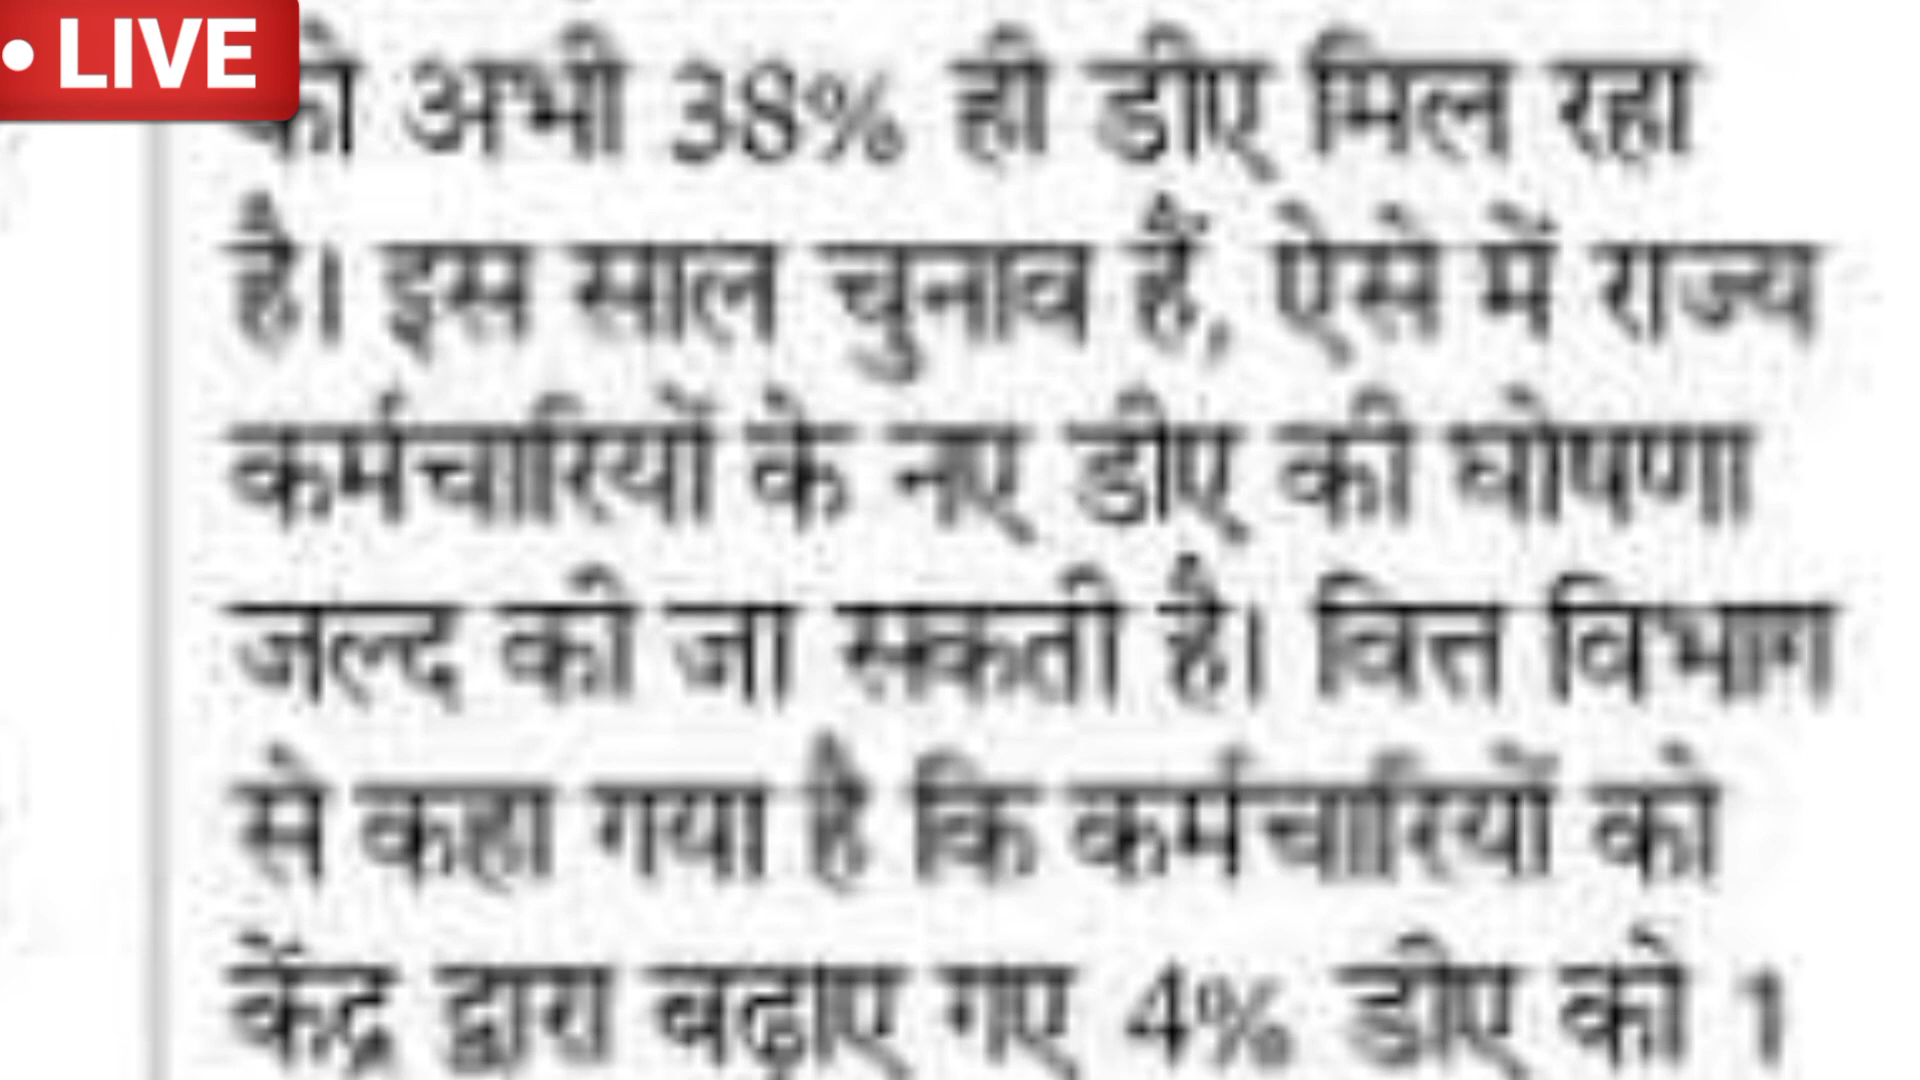 • LIVE
को अभी 38% ही डीए मिल रहा
है। इस साल चुनाव हैं, ऐसे में राज्य
कर्मचारियों के नए डीए की घोषणा
जल्द की जा सकती है। वित्त विभाग
से कहा गया है कि कर्मचारियों को
केंद्र द्वारा बढ़ाए गए 4% डीए को 1